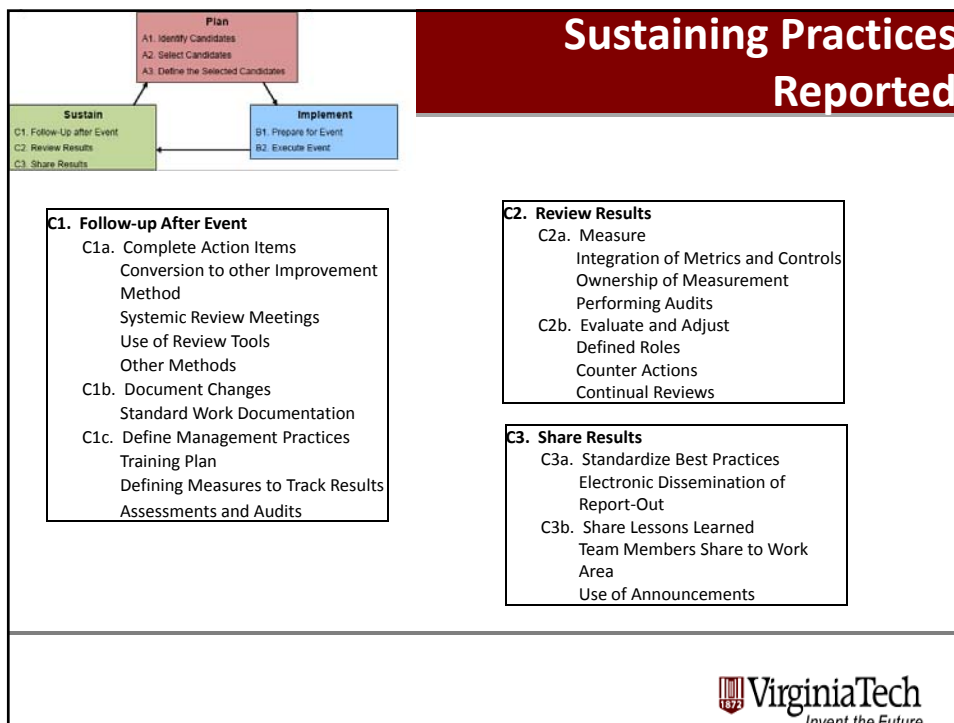 Plan
A1. Identify Candidates
A2. Select Candidates
A3. Define the Selected Candidates
Sustain
C1. Follow-Up after Event
C2. Review Results
C3. Share Results
Implement
B1. Prepare for Event
B2. Execute Event
Sustaining Practices
Reported
C1. Follow-up After Event
C1a. Complete Action Items
Conversion to other Improvement
Method
Systemic Review Meetings
Use of Review Tools
Other Methods
C1b. Document Changes
Standard Work Documentation
C1c. Define Management Practices
Training Plan
Defining Measures to Track Results
Assessments and Audits
C2. Review Results
C2a. Measure
Integration of Metrics and Controls
Ownership of Measurement
Performing Audits
C2b. Evaluate and Adjust
Defined Roles
Counter Actions
Continual Reviews
C3. Share Results
C3a. Standardize Best Practices
Electronic Dissemination of
Report-Out
C3b. Share Lessons Learned
Team Members Share to Work
Area
Use of Announcements
1872 VirginiaTech
Invent the Future